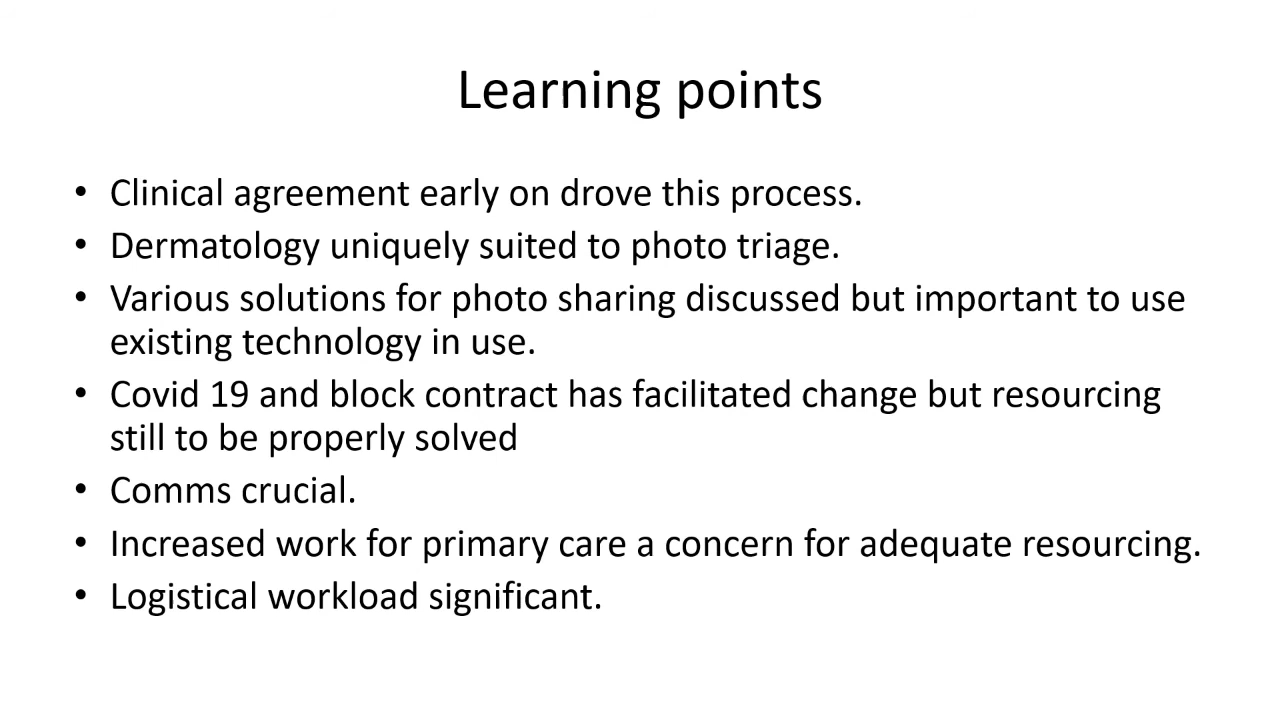 Learning points
• Clinical agreement early on drove this process.
• Dermatology uniquely suited to photo triage.
• Various solutions for photo sharing discussed but important to use
existing technology in use.
• Covid 19 and block contract has facilitated change but resourcing
still to be properly solved
• Comms crucial.
• Increased work for primary care a concern for adequate resourcing.
• Logistical workload significant.